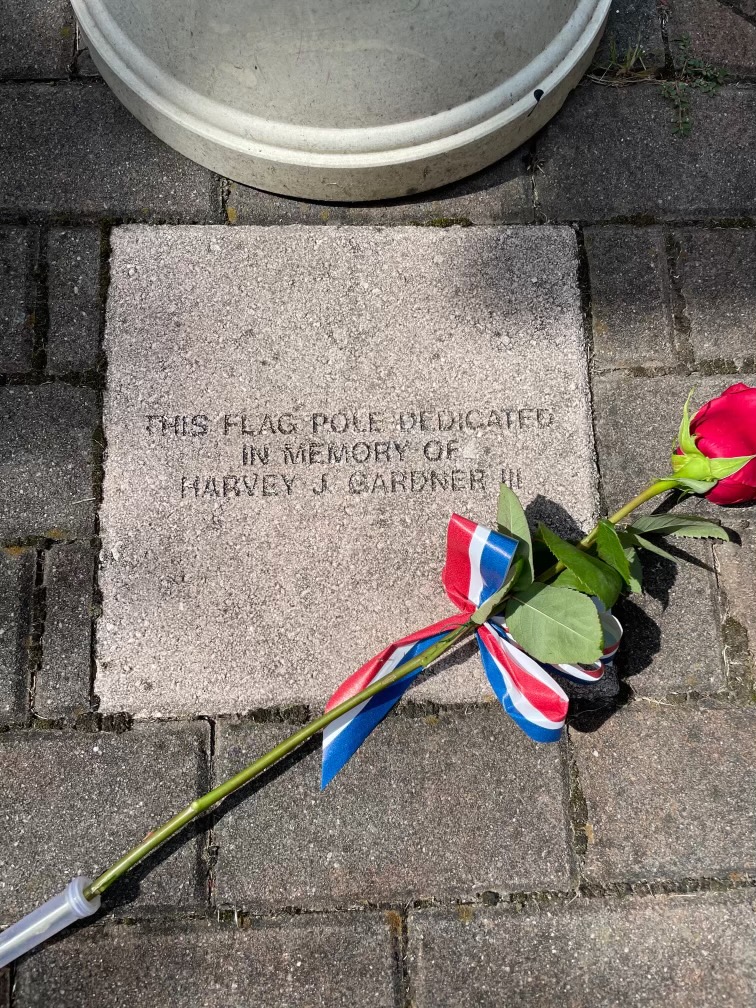 THIS FLAG POLE DEDICATED
IN MEMORY OF
HARVEY J. GARDNER III